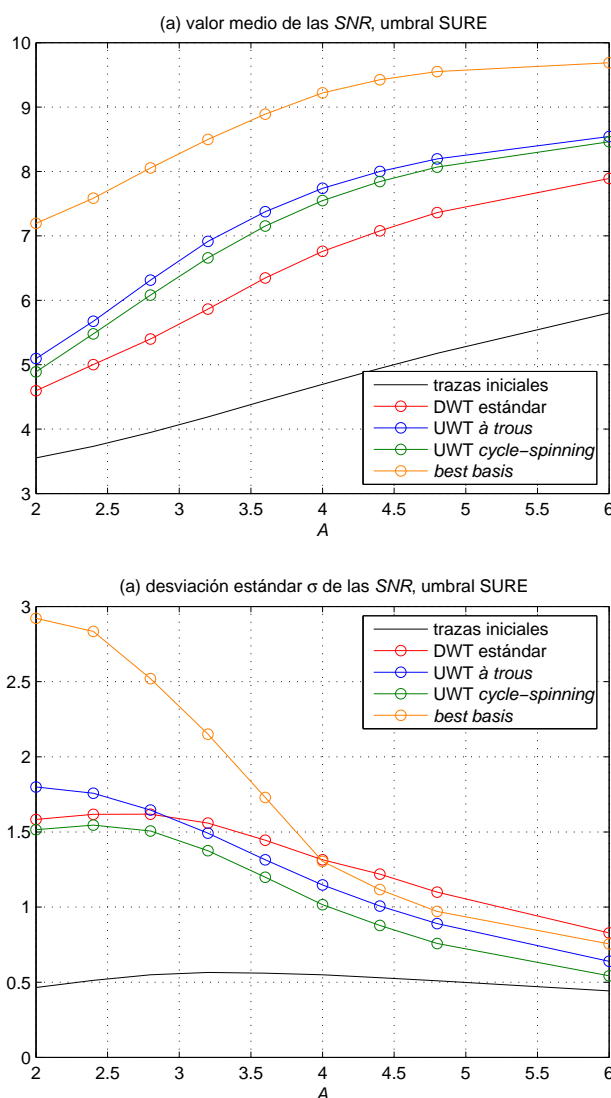 (a) valor medio de las SNR, umbral SURE
10
9
8
7
6
5
4
3
2
2.5
3
3.5
4
4.5
5
5.5
6
A
trazas iniciales
DWT estándar
UWT à trous
UWT cycle−spinning
best basis
(a) desviación estándar σ de las SNR, umbral SURE
3
2.5
2
1.5
1
0.5
0
2
2.5
3
3.5
4
4.5
5
5.5
6
A
trazas iniciales
DWT estándar
UWT à trous
UWT cycle−spinning
best basis